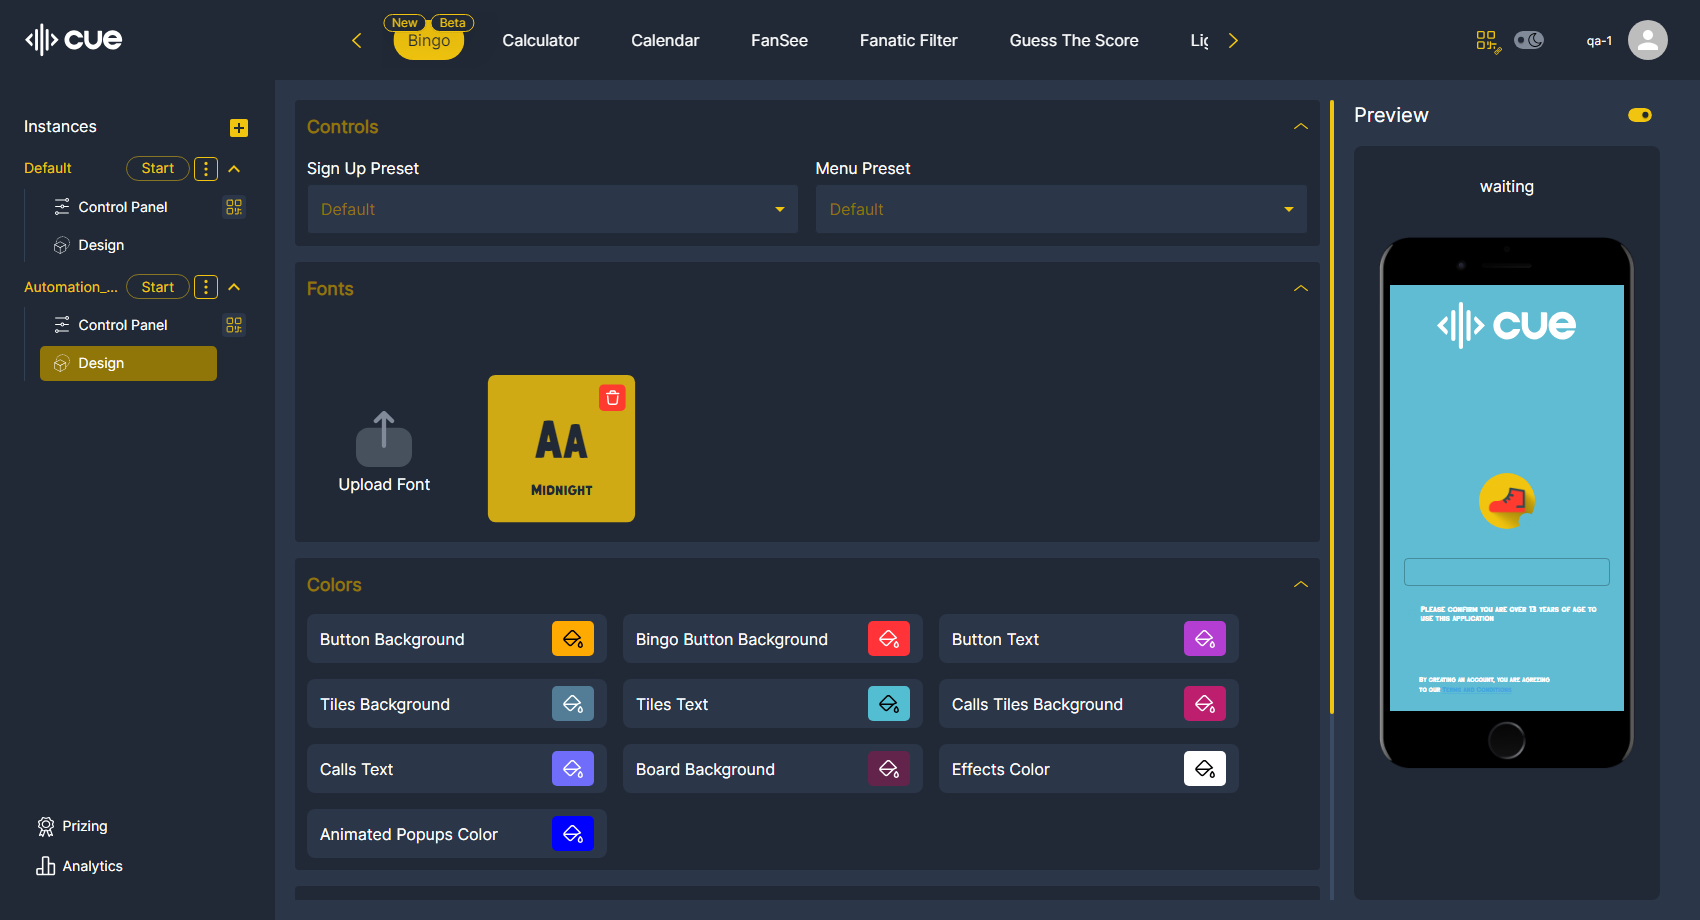 cue
New Beta
Bingo
Calculator
Calendar
FanSee
Fanatic Filter
Guess The Score
qa-1
Instances
Default
Start
Control Panel
Design
Automation_...
Start
Control Panel
Design
Prizing
Analytics
Controls
Sign Up Preset
Menu Preset
Default
Default
Fonts
Upload Font
AA
MIDNIGHT
Colors
Button Background
Bingo Button Background
Button Text
Tiles Background
Tiles Text
Calls Tiles Background
Calls Text
Board Background
Effects Color
Animated Popups Color
Preview
waiting
cue
PLEASE CONFIRM YOU ARE OVER 13 YEARS OF AGE TO
USE THIS APPLICATION
BY CREATING AN ACCOUNT, YOU ARE AGREEING
TO OUR TERMS AND CONDITIONS